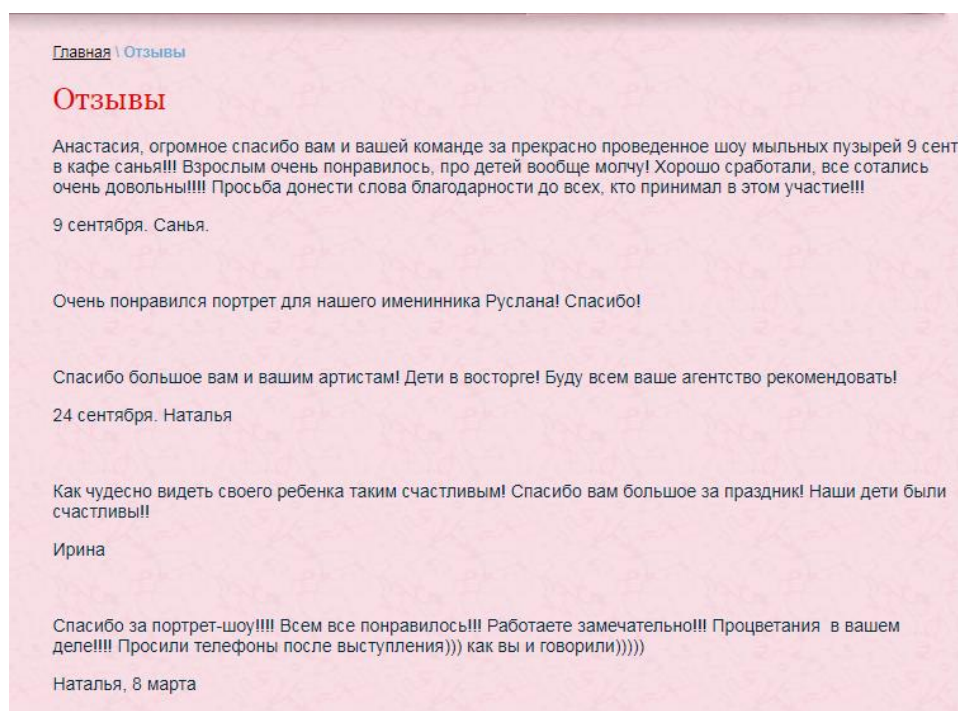 Главная \ Отзывы
Отзывы
Анастасия, огромное спасибо вам и вашей команде за прекрасно проведенное шоу мыльных пузырей 9 сент
в кафе санья!!! Взрослым очень понравилось, про детей вообще молчу! Хорошо сработали, все сотались
очень довольны!!!! Просьба донести слова благодарности до всех, кто принимал в этом участие!!!
9 сентября. Санья.
Очень понравился портрет для нашего именинника Руслана! Спасибо!
Спасибо большое вам и вашим артистам! Дети в восторге! Буду всем ваше агентство рекомендовать!
24 сентября. Наталья
Как чудесно видеть своего ребенка таким счастливым! Спасибо вам большое за праздник! Наши дети были
счастливы!!
Ирина
Спасибо за портрет-шоу!!!! Всем все понравилось!!! Работаете замечательно!!! Процветания  в вашем
деле!!!! Просили телефоны после выступления))) как вы и говорили)))))
Наталья, 8 марта